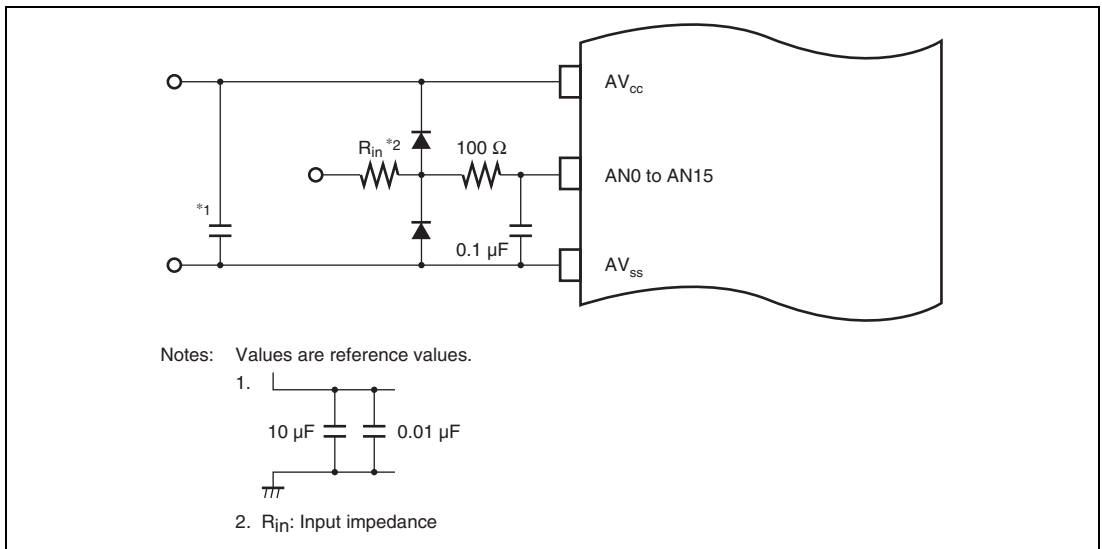 AVcc
Rin *2
100 Ω
AN0 to AN15
*1
0.1 µF
AVss
Notes: Values are reference values.
1.
10 µF
0.01 µF
2. Rin: Input impedance